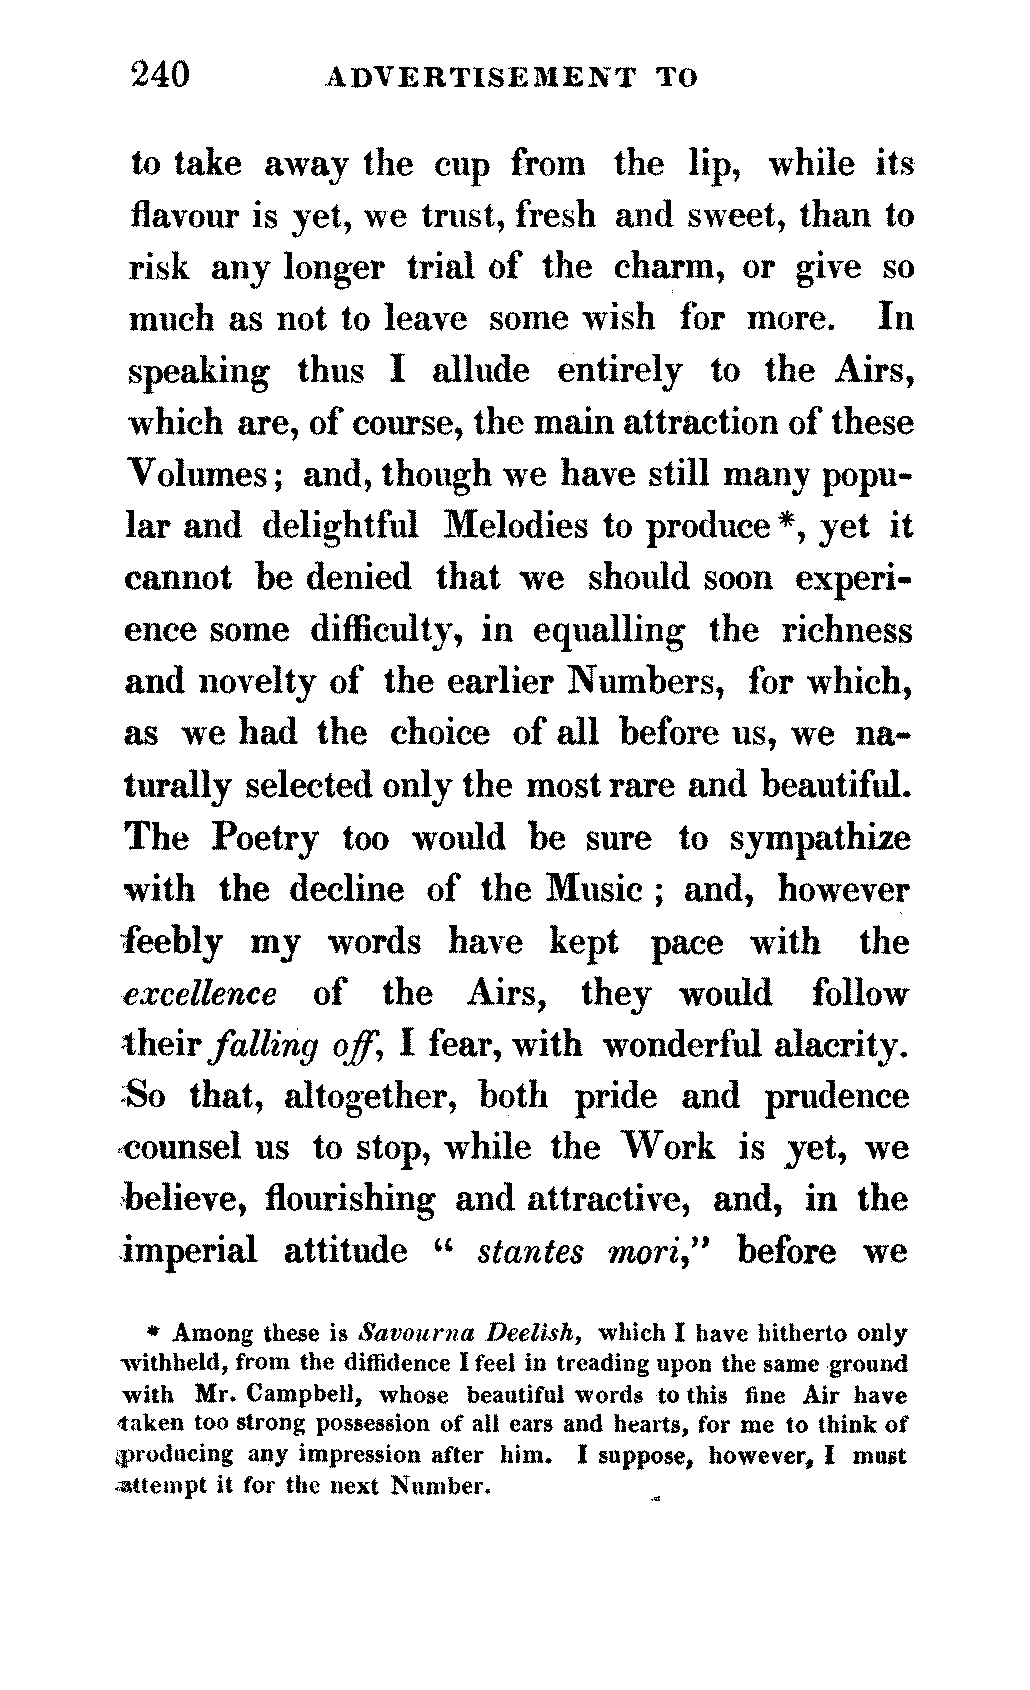 240 ADVERTISEMENT TO
to take away the cup from the lip, while its
flavour is yet, we trust, fresh and sweet, than to
risk any longer trial of the charm, or give so
much as not to leave some wish for more. In
speaking thus I allude entirely to the Airs,
which are, of course, the main attraction of these
Volumes; and, though we have still many popu-
lar and delightful Melodies to produce*, yet it
cannot be denied that we should soon experi-
ence some difficulty, in equalling the richness
and novelty of the earlier Numbers, for which,
as we had the choice of all before us, we na-
turally selected only the most rare and beautiful.
The Poetry too would be sure to sympathize
with the decline of the Music; and, however
feebly my words have kept pace with the
excellence of the Airs, they would follow
their falling off, I fear, with wonderful alacrity.
So that, altogether, both pride and prudence
counsel us to stop, while the Work is yet, we
believe, flourishing and attractive, and, in the
imperial attitude “ stantes mori,” before we
* Among these is Savourna Deelish, which I have hitherto only
withheld, from the diffidence I feel in treading upon the same ground
with Mr. Campbell, whose beautiful words to this fine Air have
taken too strong possession of all ears and hearts, for me to think of
producing any impression after him. I suppose, however, I must
attempt it for the next Number.